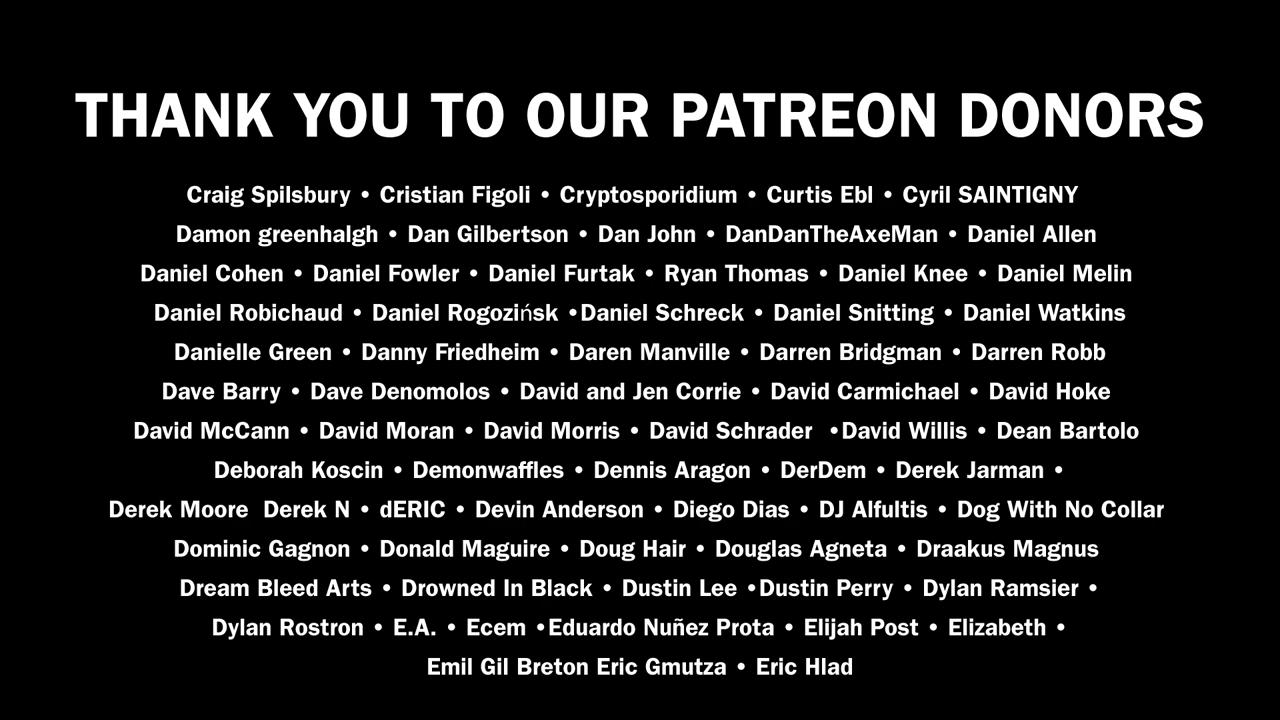 THANK YOU TO OUR PATREON DONORS
Craig Spilsbury • Cristian Figoli • Cryptosporidium • Curtis Ebl • Cyril SAINTIGNY
Damon greenhalgh • Dan Gilbertson • Dan John • DanDanTheAxeMan • Daniel Allen
Daniel Cohen • Daniel Fowler • Daniel Furtak • Ryan Thomas • Daniel Knee • Daniel Melin
Daniel Robichaud • Daniel Rogozińsk •Daniel Schreck • Daniel Snitting • Daniel Watkins
Danielle Green • Danny Friedheim • Daren Manville • Darren Bridgman • Darren Robb
Dave Barry • Dave Denomolos • David and Jen Corrie • David Carmichael • David Hoke
David McCann • David Moran • David Morris • David Schrader  •David Willis • Dean Bartolo
Deborah Koscin • Demonwaffles • Dennis Aragon • DerDem • Derek Jarman •
Derek Moore  Derek N • dERIC • Devin Anderson • Diego Dias • DJ Alfultis • Dog With No Collar
Dominic Gagnon • Donald Maguire • Doug Hair • Douglas Agneta • Draakus Magnus
Dream Bleed Arts • Drowned In Black • Dustin Lee •Dustin Perry • Dylan Ramsier •
Dylan Rostron • E.A. • Ecem •Eduardo Nuñez Prota • Elijah Post • Elizabeth •
Emil Gil Breton Eric Gmutza • Eric Hlad